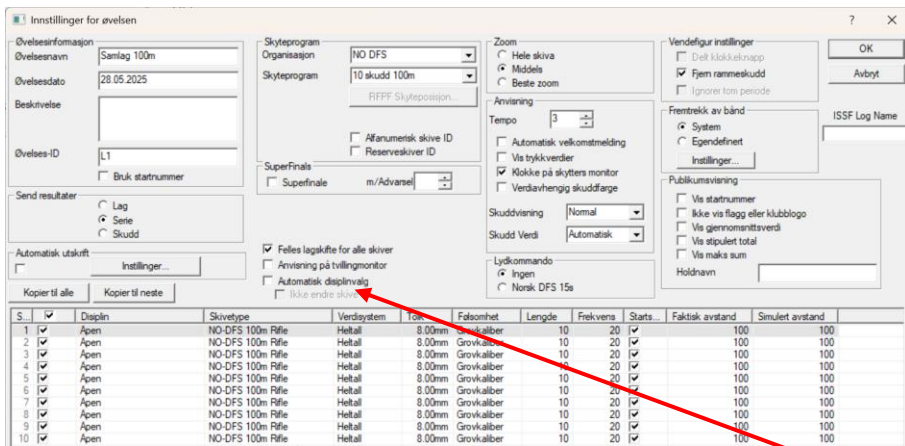 Innstillinger for øvelsen
Øvelsesinformasjon
Øvelsesnavn Samlag 100m
Øvelsesdato 28.05.2025
Beskrivelse
Øvelses-ID L1
Bruk startnummer
Send resultater
Lag
Serie
Skudd
Automatisk utskrift
Instillinger...
Kopier til alle Kopier til neste
Skyteprogram
Organisasjon NO DFS
Skyteprogram 10 skudd 100m
RFPF Skyteposisjon...
Alfanumerisk skive ID
Reserveskiver ID
SuperFinals
Superfinale m/Advarsel
Felles lagskifte for alle skiver
Anvisning på tvillingmonitor
Automatisk disiplinvalg
Ikke endre skive
Zoom
Hele skiva
Middels
Beste zoom
Anvisning
Tempo 3
Automatisk velkomstmelding
Vis trykkverdier
Klokke på skytters monitor
Verdiavhengig skuddfarge
Skuddvisning Normal
Skudd Verdi Automatisk
Lydkommando
Ingen
Norsk DFS 15s
Vendefigur instillinger
Delt klokkeknapp
Fjern rammeskudd
Ignorer tom periode
Fremtrekk av bånd
System
Egendefinert
Instillinger...
Publikumsvisning
Vis startnummer
Ikke vis flagg eller klubblogo
Vis gjennomsnittsverdi
Vis stipulert total
Vis maks sum
Holdnavn
OK
Avbryt
ISSF Log Name
S... Disiplin Skivetype Verdisystem Følsomhet Lengde Frekvens Starts... Faktisk avstand Simulert avstand
1 Åpen NO-DFS 100m Rifle Heltall 8.00mm Grovkaliber 10 20 100 100
2 Åpen NO-DFS 100m Rifle Heltall 8.00mm Grovkaliber 10 20 100 100
3 Åpen NO-DFS 100m Rifle Heltall 8.00mm Grovkaliber 10 20 100 100
4 Åpen NO-DFS 100m Rifle Heltall 8.00mm Grovkaliber 10 20 100 100
5 Åpen NO-DFS 100m Rifle Heltall 8.00mm Grovkaliber 10 20 100 100
6 Åpen NO-DFS 100m Rifle Heltall 8.00mm Grovkaliber 10 20 100 100
7 Åpen NO-DFS 100m Rifle Heltall 8.00mm Grovkaliber 10 20 100 100
8 Åpen NO-DFS 100m Rifle Heltall 8.00mm Grovkaliber 10 20 100 100
9 Åpen NO-DFS 100m Rifle Heltall 8.00mm Grovkaliber 10 20 100 100
10 Åpen NO-DFS 100m Rifle Heltall 8.00mm Grovkaliber 10 20 100 100